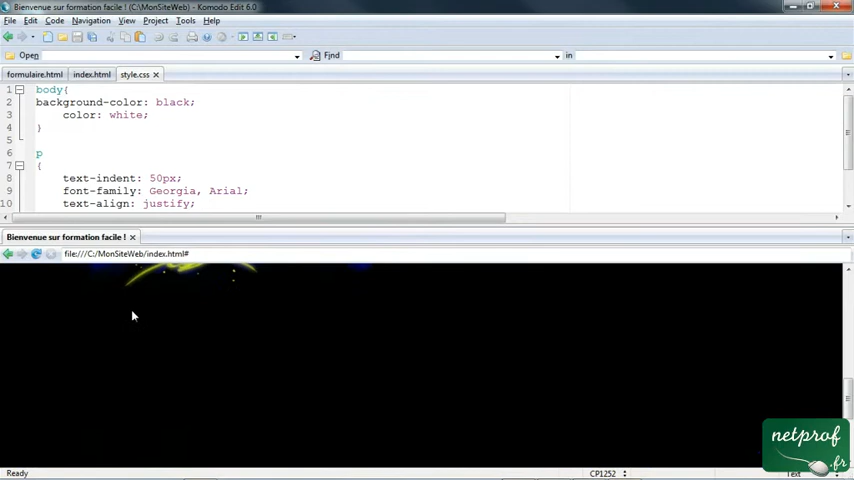 Bienvenue sur formation facile ! (C:\MonSiteWeb) - Komodo Edit 6.0
File Edit Code Navigation View Project Tools Help
Open Find in
formulaire.html index.html style.css
1 body{
2 background-color: black;
3 color: white;
4 }
5
6 p
7 {
8 text-indent: 50px;
9 font-family: Georgia, Arial;
10 text-align: justify;
Bienvenue sur formation facile !
file:///C:/MonSiteWeb/index.html#
netprof
.fr
Ready CP1252 Text